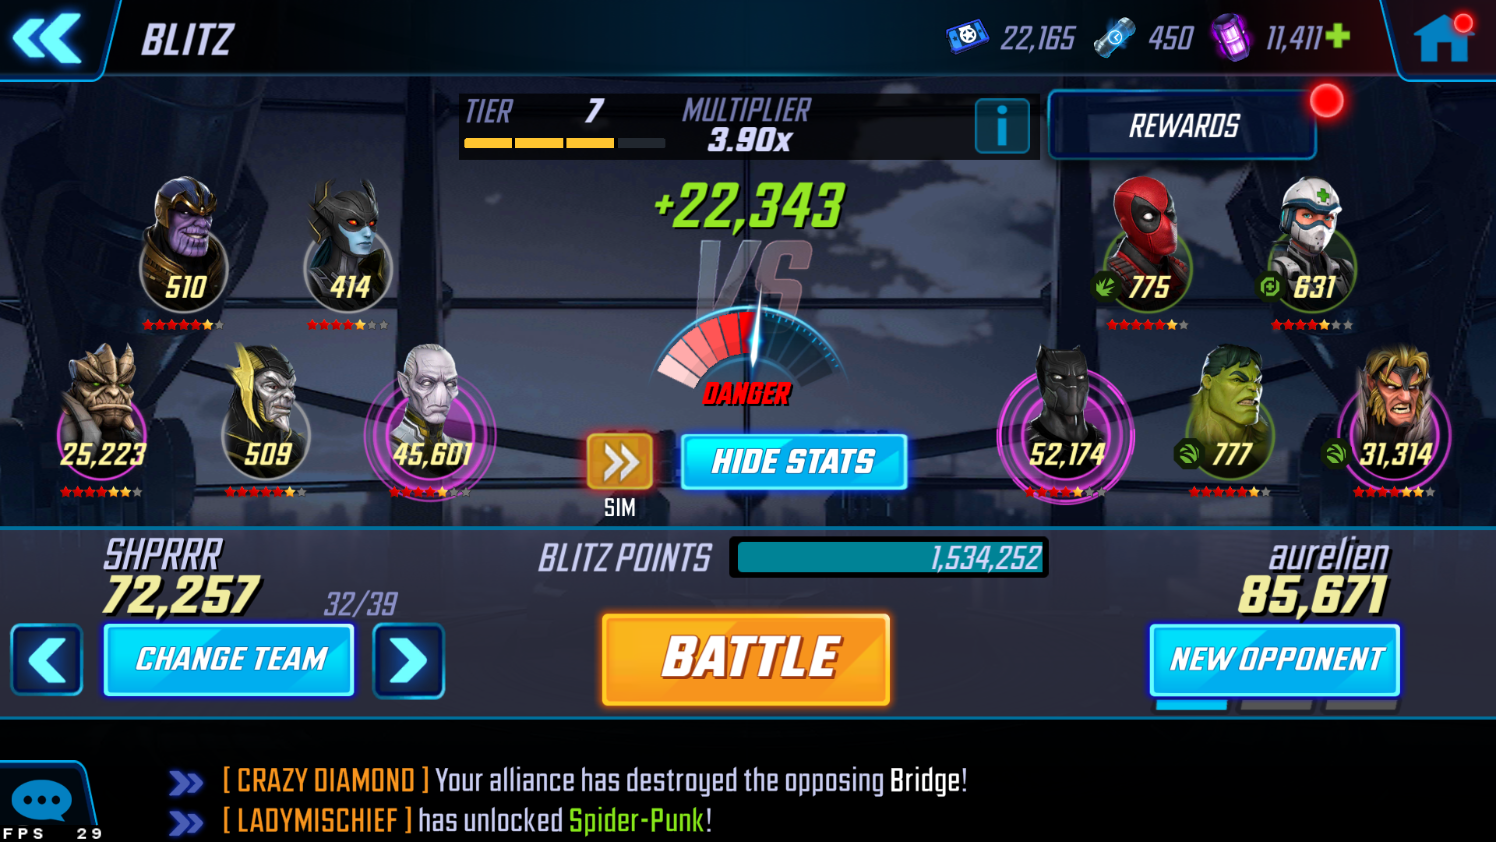 BLITZ
22,165
450
11,411
TIER 7
MULTIPLIER
3.90x
REWARDS
+22,343
VS
510
414
775
631
DANGER
25,223
509
45,601
52,174
777
31,314
HIDE STATS
SIM
SHPRRR
72,257
32/39
BLITZ POINTS
1,534,252
aurelien
85,671
CHANGE TEAM
BATTLE
NEW OPPONENT
[ CRAZY DIAMOND ] Your alliance has destroyed the opposing Bridge!
[ LADYMISCHIEF ] has unlocked Spider-Punk!
FPS 29